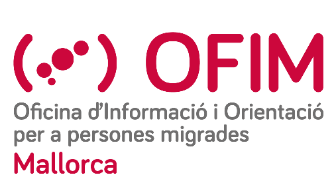 OFIM
Oficina d'Informació i Orientació
per a persones migrades
Mallorca